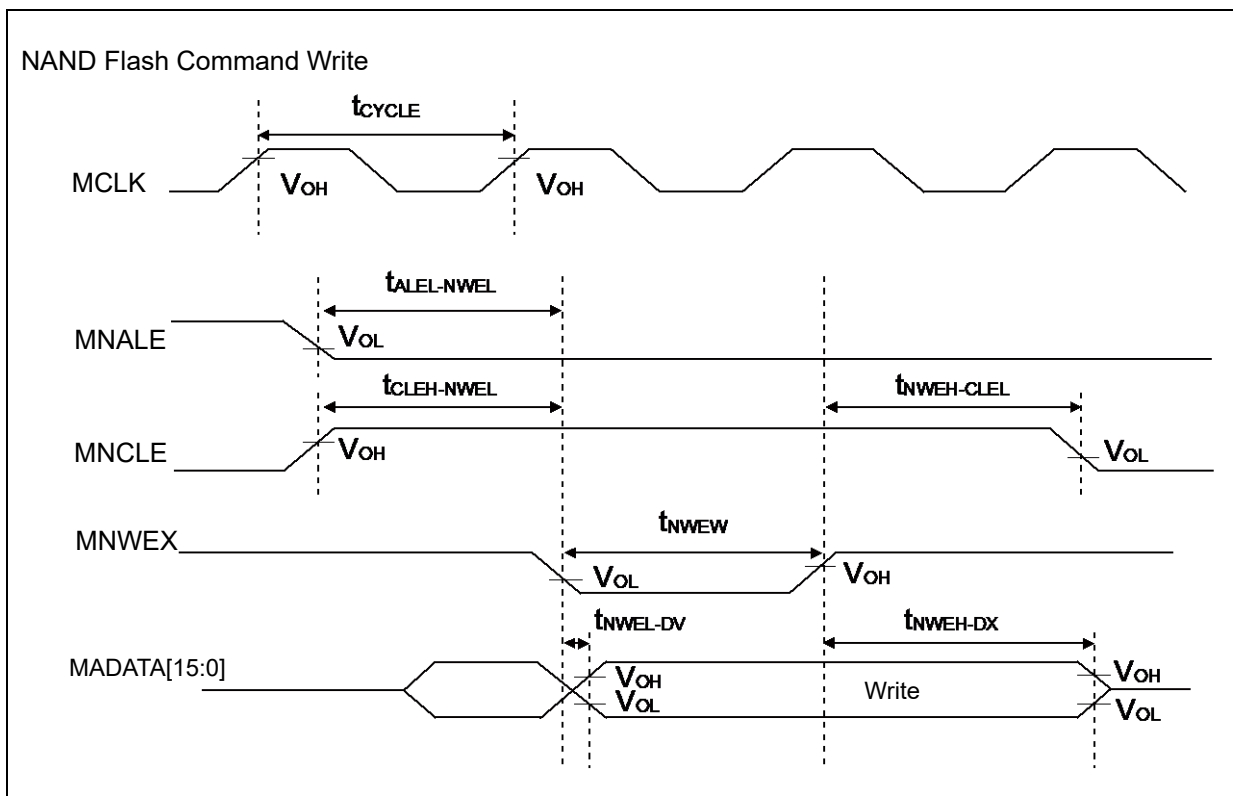 NAND Flash Command Write
tCYCLE
MCLK
VOH
VOH
tALEL-NWEL
MNALE
VOL
tCLEH-NWEL
tNWEH-CLEL
MNCLE
VOH
VOL
tNWEW
MNWEX
VOL
VOH
tNWEL-DV
tNWEH-DX
MADATA[15:0]
VOH
VOL
Write
VOH
VOL